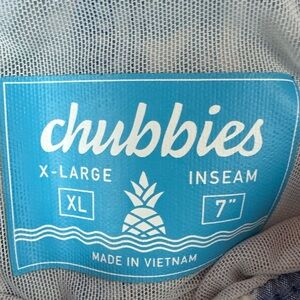 chubbies
X-LARGE INSEAM
XL 7"
MADE IN VIETNAM